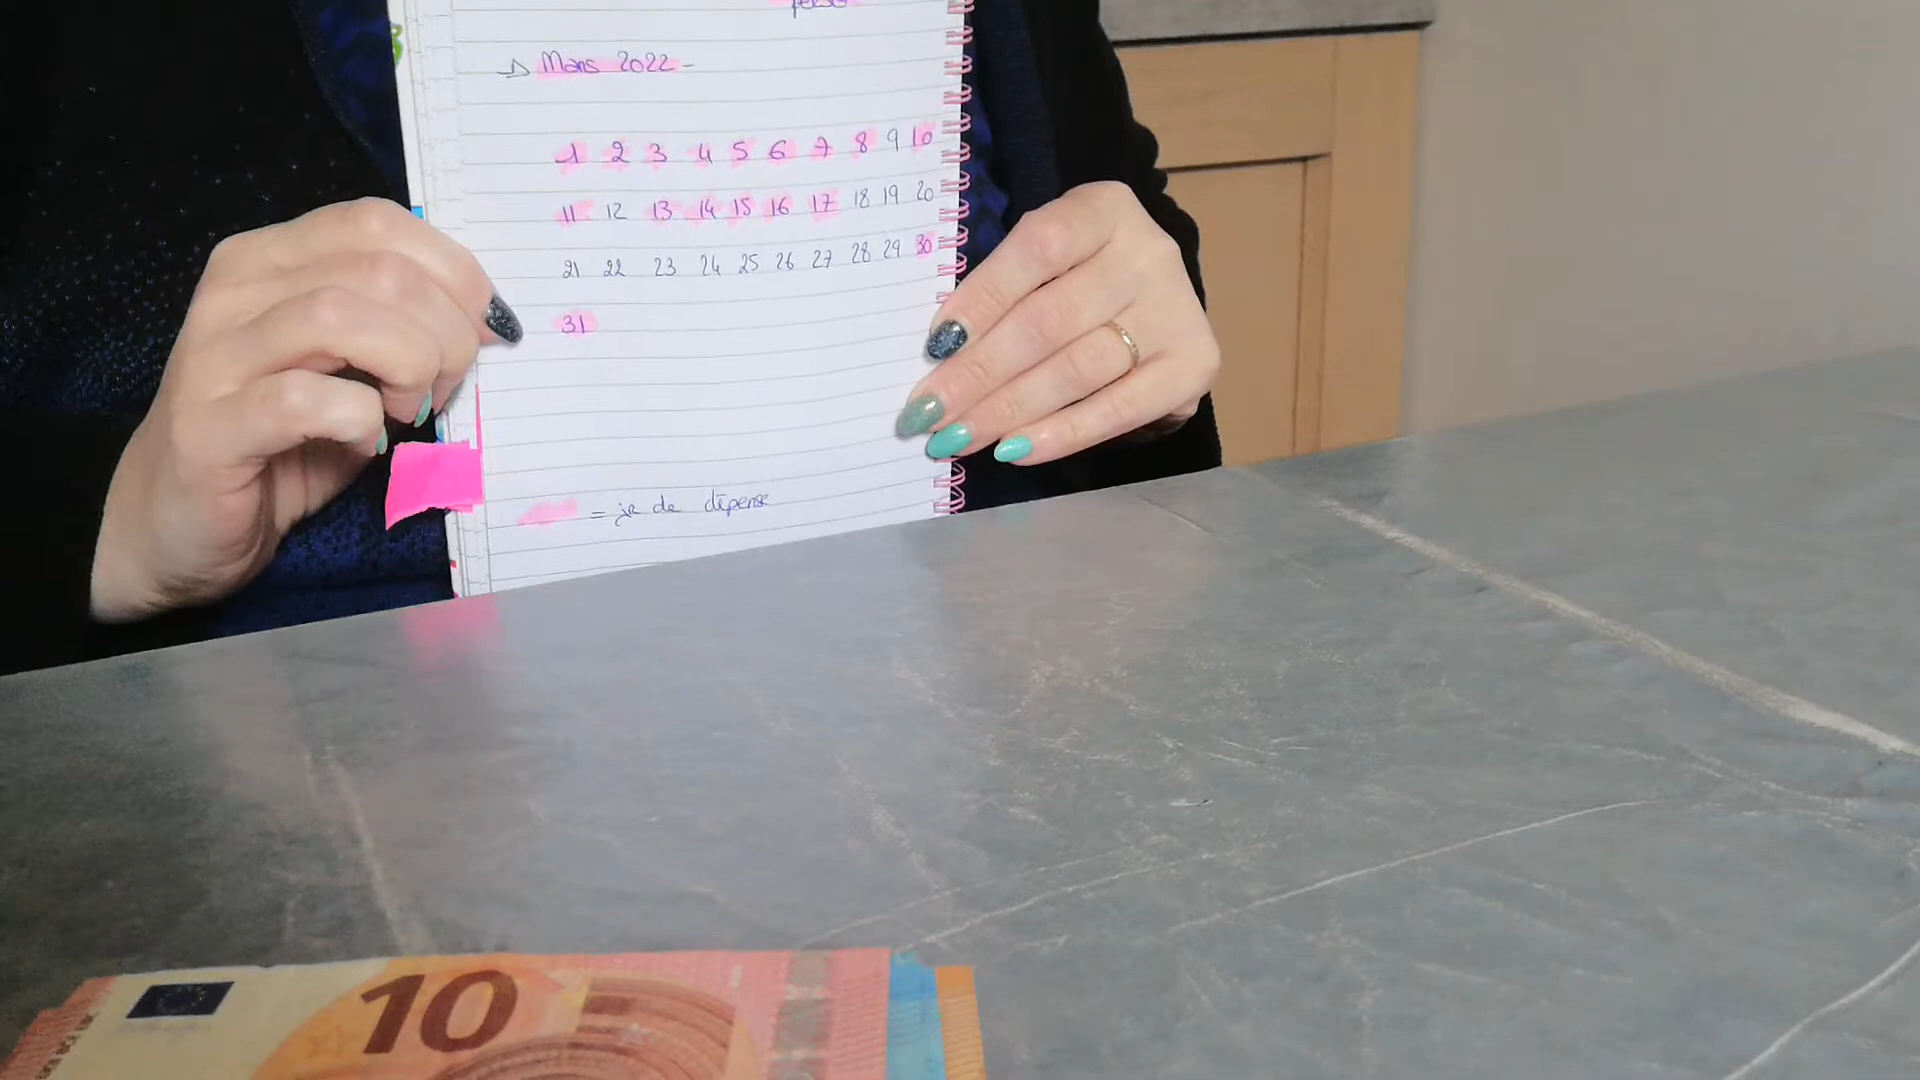 → Mars 2022 -
1 2 3 4 5 6 7 8 9 10
11 12 13 14 15 16 17 18 19 20
21 22 23 24 25 26 27 28 29 30
31
= jr de dépense
10